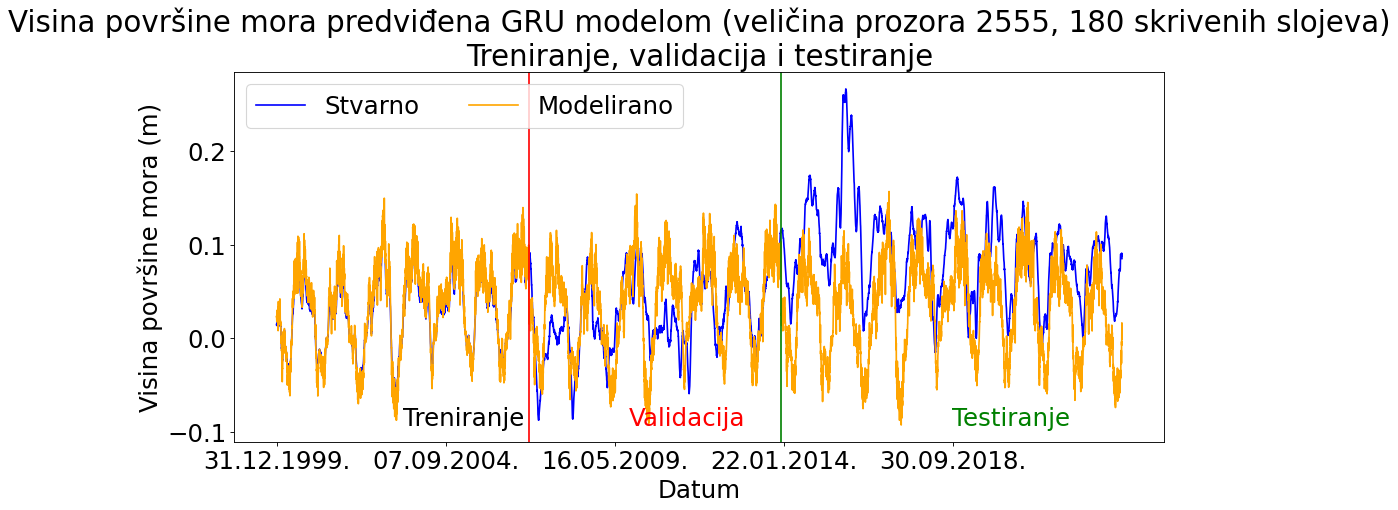 Visina površine mora predviđena GRU modelom (veličina prozora 2555, 180 skrivenih slojeva)
Treniranje, validacija i testiranje
Stvarno
Modelirano
Visina površine mora (m)
0.2
0.1
0.0
−0.1
Treniranje
Validacija
Testiranje
31.12.1999.
07.09.2004.
16.05.2009.
22.01.2014.
30.09.2018.
Datum